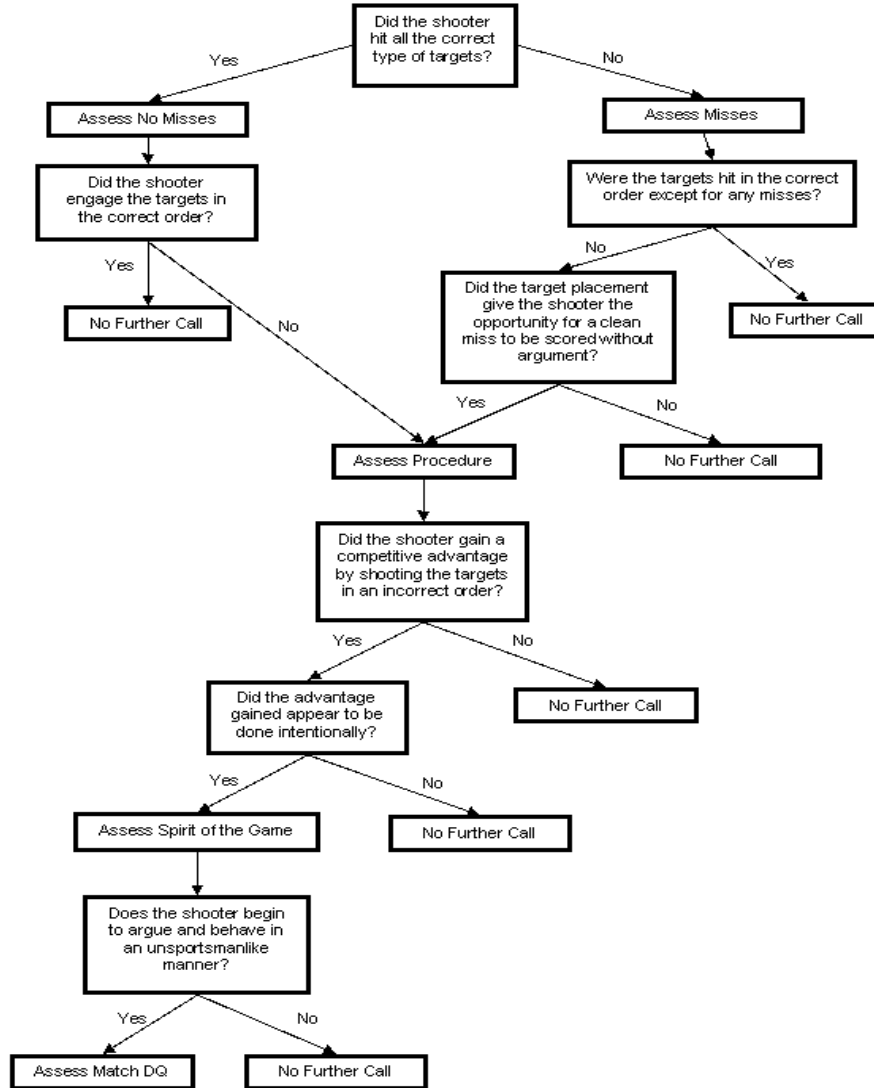 Did the shooter
hit all the correct
type of targets?
Yes
No
Assess No Misses
Assess Misses
Did the shooter
engage the targets in
the correct order?
Were the targets hit in the correct
order except for any misses?
Yes
No
No
Yes
No Further Call
Did the target placement
give the shooter the
opportunity for a clean
miss to be scored without
argument?
No Further Call
Yes
No
Assess Procedure
No Further Call
Did the shooter gain a
competitive advantage
by shooting the targets
in an incorrect order?
Yes
No
Did the advantage
gained appear to be
done intentionally?
No Further Call
Yes
No
Assess Spirit of the Game
No Further Call
Does the shooter begin
to argue and behave in
an unsportsmanlike
manner?
Yes
No
Assess Match DQ
No Further Call